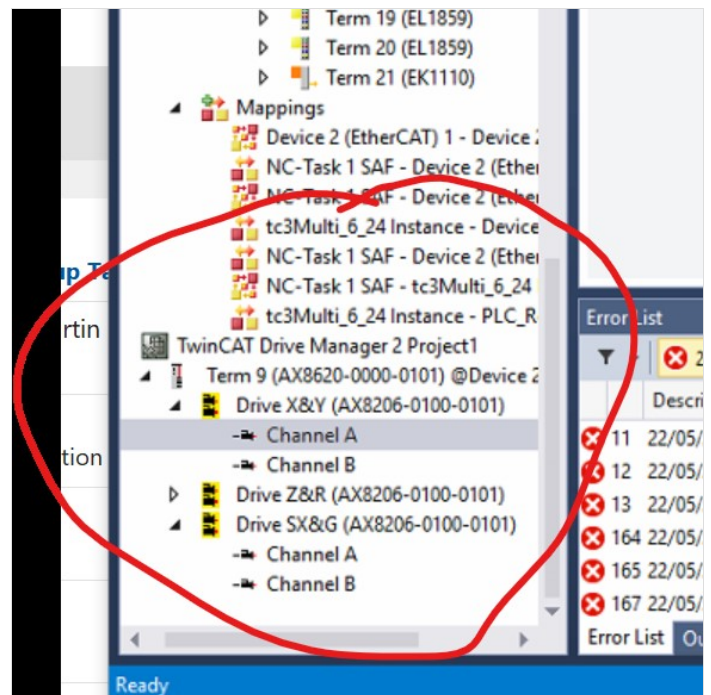 Term 19 (EL1859)
Term 20 (EL1859)
Term 21 (EK1110)
Mappings
Device 2 (EtherCAT) 1 - Device 2
NC-Task 1 SAF - Device 2 (Ether
NC-Task 1 SAF - Device 2 (Ether
tc3Multi_6_24 Instance - Device
NC-Task 1 SAF - Device 2 (Ether
NC-Task 1 SAF - tc3Multi_6_24
tc3Multi_6_24 Instance - PLC_R
TwinCAT Drive Manager 2 Project1
Term 9 (AX8620-0000-0101) @Device 2
Drive X&Y (AX8206-0100-0101)
Channel A
Channel B
Drive Z&R (AX8206-0100-0101)
Drive SX&G (AX8206-0100-0101)
Channel A
Channel B
Ready
up Ta
rtin
tion
Error List
2
Descri
11 22/05/
12 22/05/
13 22/05/
164 22/05/
165 22/05/
167 22/05/
Error List Ou